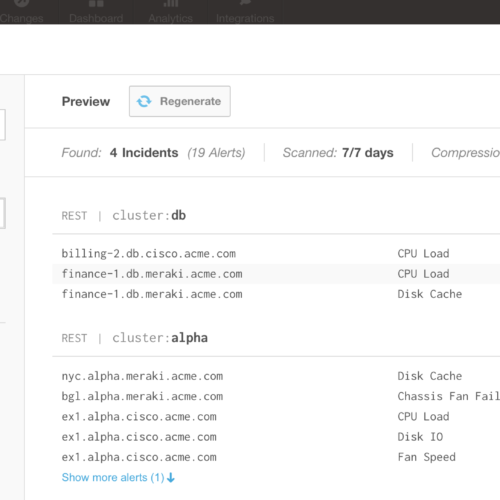 Changes Dashboard Analytics Integrations
Preview Regenerate
Found: 4 Incidents (19 Alerts) Scanned: 7/7 days Compressio
REST | cluster:db
billing-2.db.cisco.acme.com CPU Load
finance-1.db.meraki.acme.com CPU Load
finance-1.db.meraki.acme.com Disk Cache
REST | cluster:alpha
nyc.alpha.meraki.acme.com Disk Cache
bgl.alpha.meraki.acme.com Chassis Fan Fail
ex1.alpha.cisco.acme.com CPU Load
ex1.alpha.cisco.acme.com Disk IO
ex1.alpha.cisco.acme.com Fan Speed
Show more alerts (1)